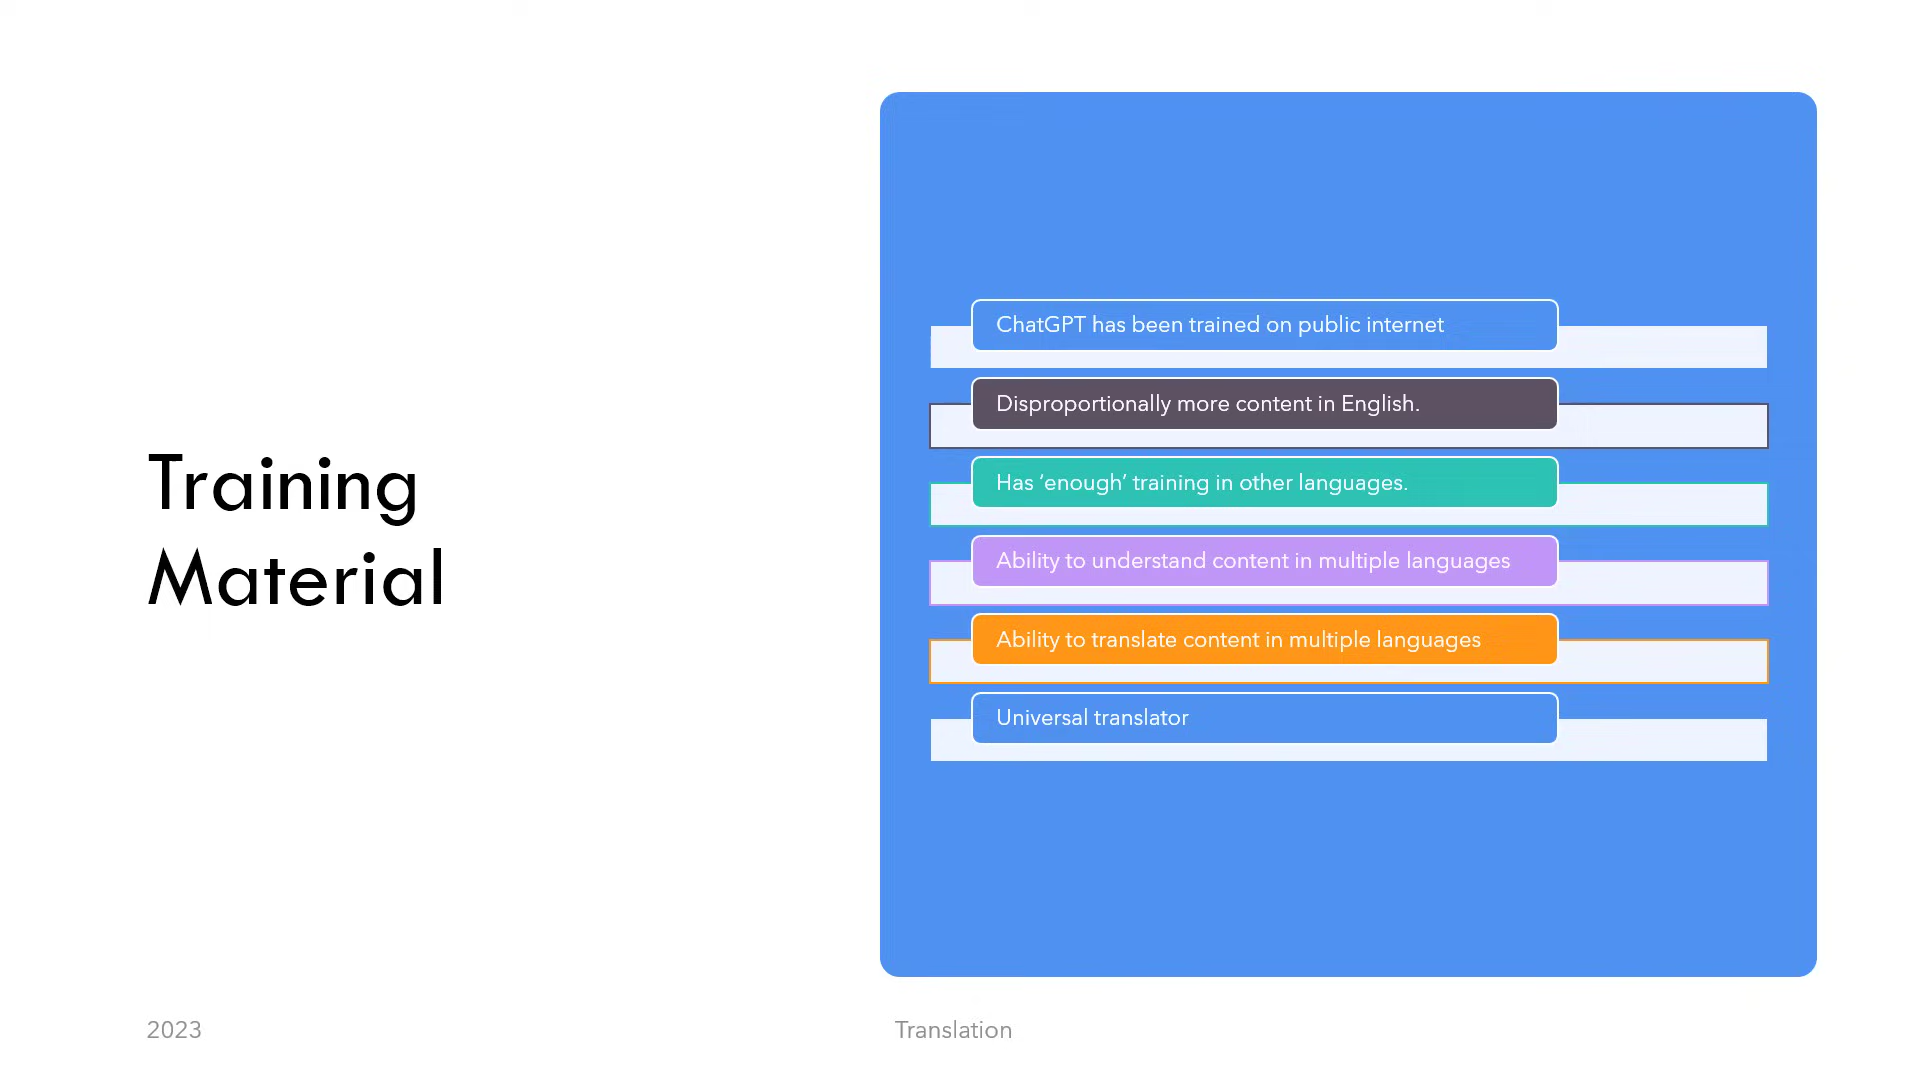 Training
Material
ChatGPT has been trained on public internet
Disproportionally more content in English.
Has ‘enough’ training in other languages.
Ability to understand content in multiple languages
Ability to translate content in multiple languages
Universal translator
2023
Translation